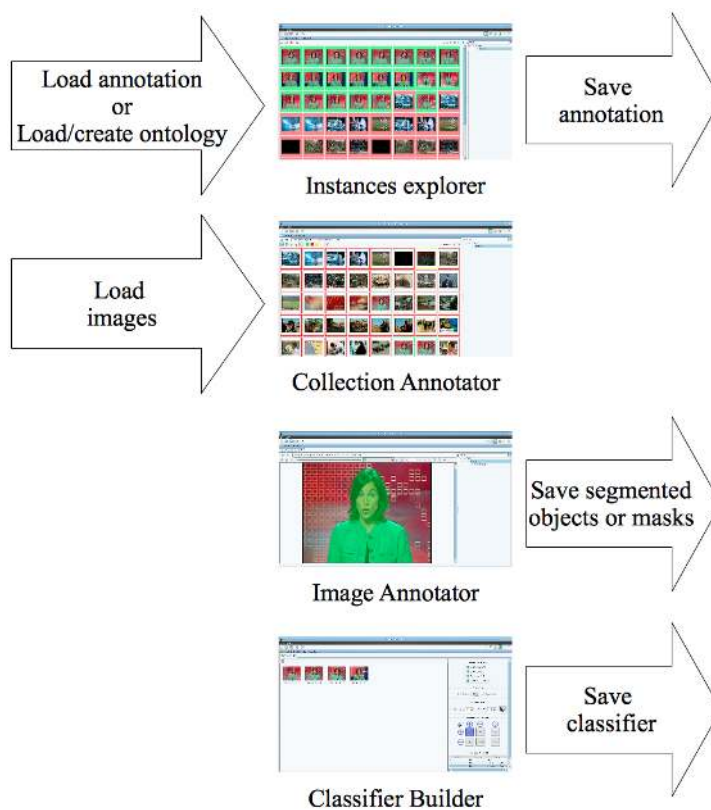 Load annotation
or
Load/create ontology
Save
annotation
Instances explorer
Load
images
Collection Annotator
Save segmented
objects or masks
Image Annotator
Save
classifier
Classifier Builder